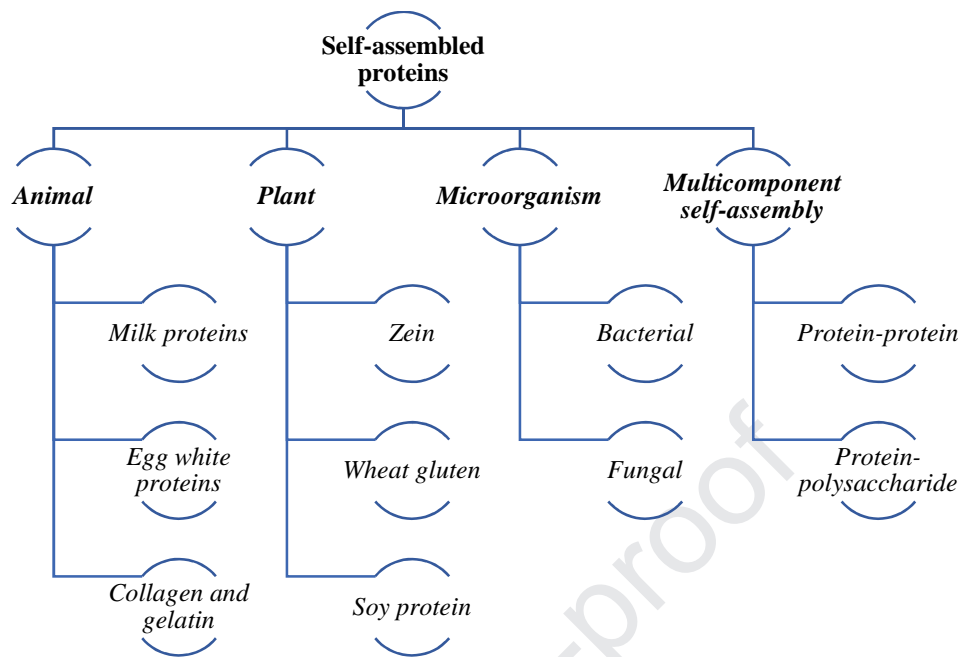 Self-assembled
proteins
Animal
Plant
Microorganism
Multicomponent
self-assembly
Milk proteins
Zein
Bacterial
Protein-protein
Egg white
proteins
Wheat gluten
Fungal
Protein-
polysaccharide
Collagen and
gelatin
Soy protein
-proof